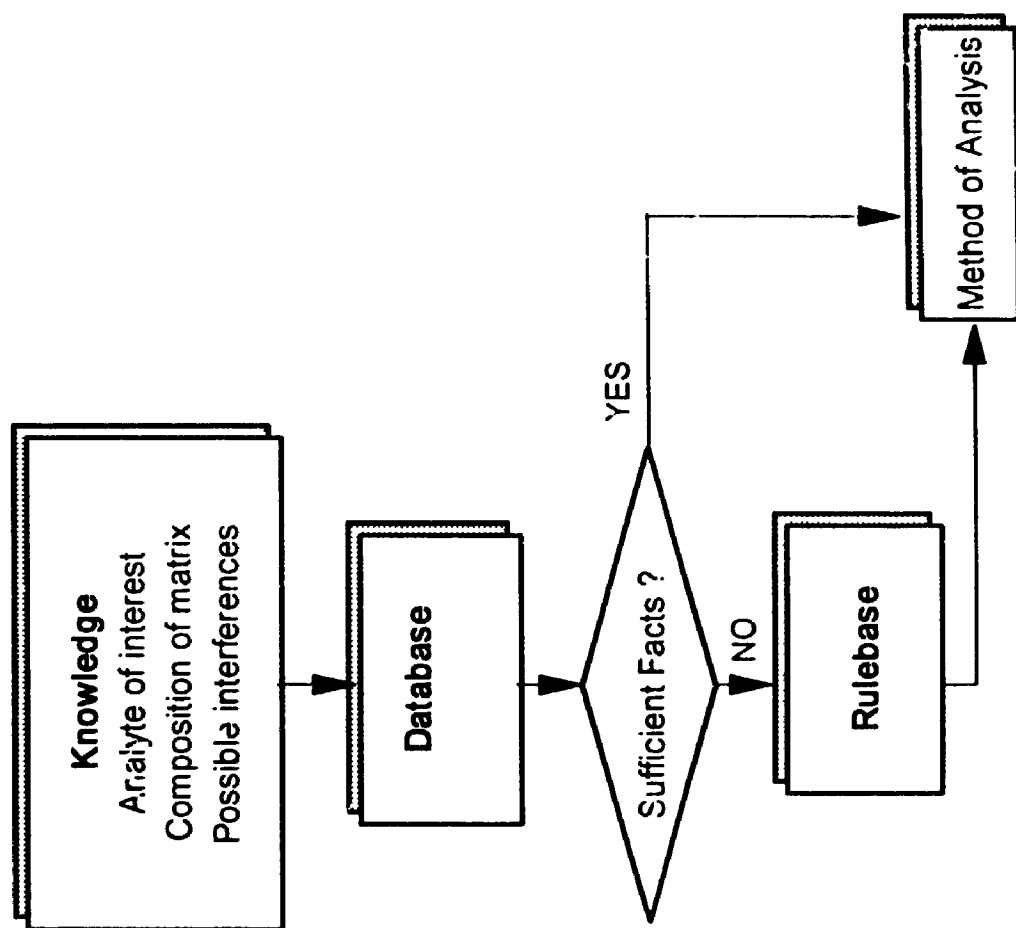 Knowledge
Analyte of interest
Composition of matrix
Possible interferences
Database
Sufficient Facts ?
YES
NO
Rulebase
Method of Analysis